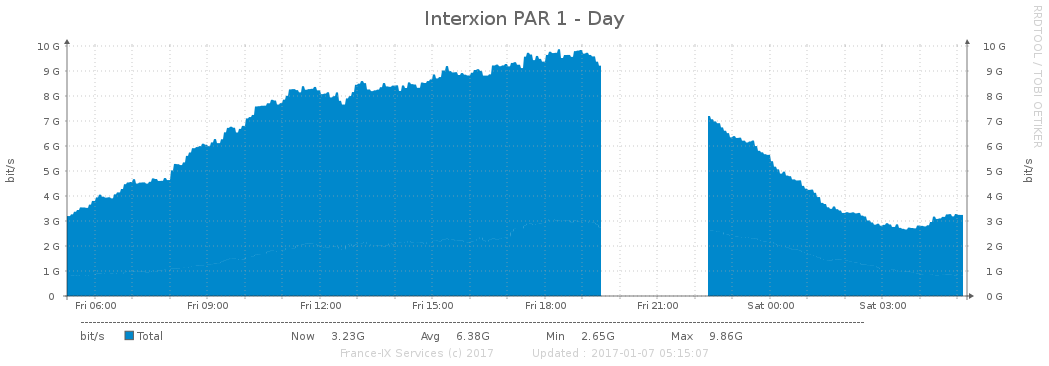 Interxion PAR 1 - Day
RRDTOOL / TOBI OETIKER
bit/s
10 G 10 G
9 G 9 G
8 G 8 G
7 G 7 G
6 G 6 G
5 G 5 G
4 G 4 G
3 G 3 G
2 G 2 G
1 G 1 G
0 0 G
bit/s
Fri 06:00 Fri 09:00 Fri 12:00 Fri 15:00 Fri 18:00 Fri 21:00 Sat 00:00 Sat 03:00
bit/s Total Now 3.23G Avg 6.38G Min 2.65G Max 9.86G
France-IX Services (c) 2017 Updated : 2017-01-07 05:15:07